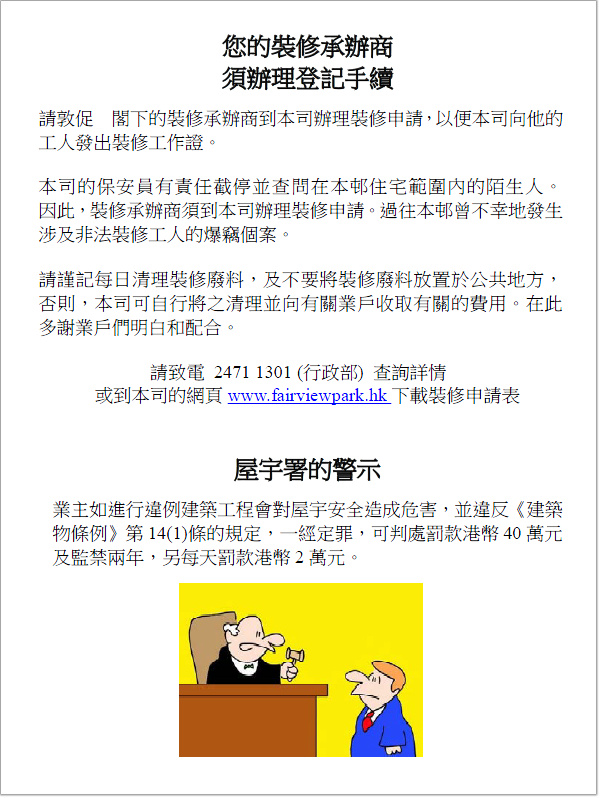 您的裝修承辦商
須辦理登記手續
請敦促　閣下的裝修承辦商到本司辦理裝修申請，以便本司向他的
工人發出裝修工作證。
本司的保安員有責任截停並查問在本邨住宅範圍內的陌生人。
因此，裝修承辦商須到本司辦理裝修申請。過往本邨曾不幸地發生
涉及非法裝修工人的爆竊個案。
請謹記每日清理裝修廢料，及不要將裝修廢料放置於公共地方，
否則，本司可自行將之清理並向有關業戶收取有關的費用。在此
多謝業戶們明白和配合。
請致電 2471 1301 (行政部) 查詢詳情
或到本司的網頁 www.fairviewpark.hk 下載裝修申請表
屋宇署的警示
業主如進行違例建築工程會對屋宇安全造成危害，並違反《建築
物條例》第 14(1)條的規定，一經定罪，可判處罰款港幣 40 萬元
及監禁兩年，另每天罰款港幣 2 萬元。